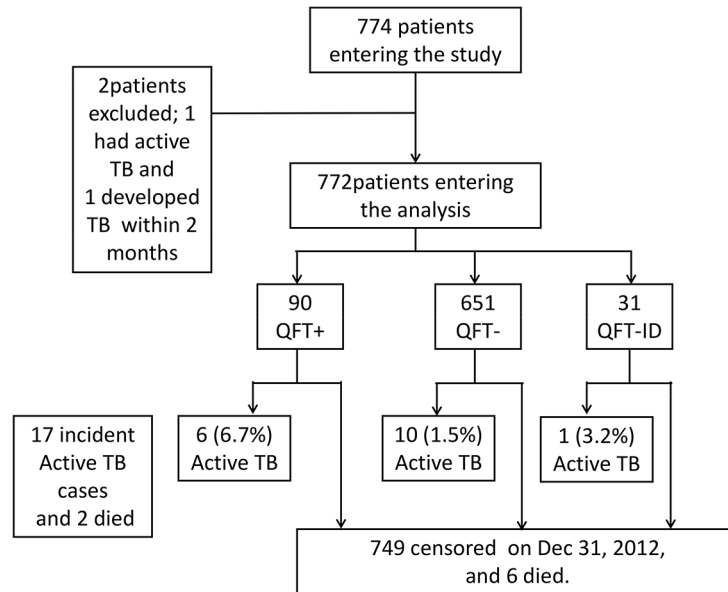 774 patients
entering the study
2patients
excluded; 1
had active
TB and
1 developed
TB within 2
months
772patients entering
the analysis
90
QFT+
651
QFT-
31
QFT-ID
17 incident
Active TB
cases
and 2 died
6 (6.7%)
Active TB
10 (1.5%)
Active TB
1 (3.2%)
Active TB
749 censored on Dec 31, 2012,
and 6 died.